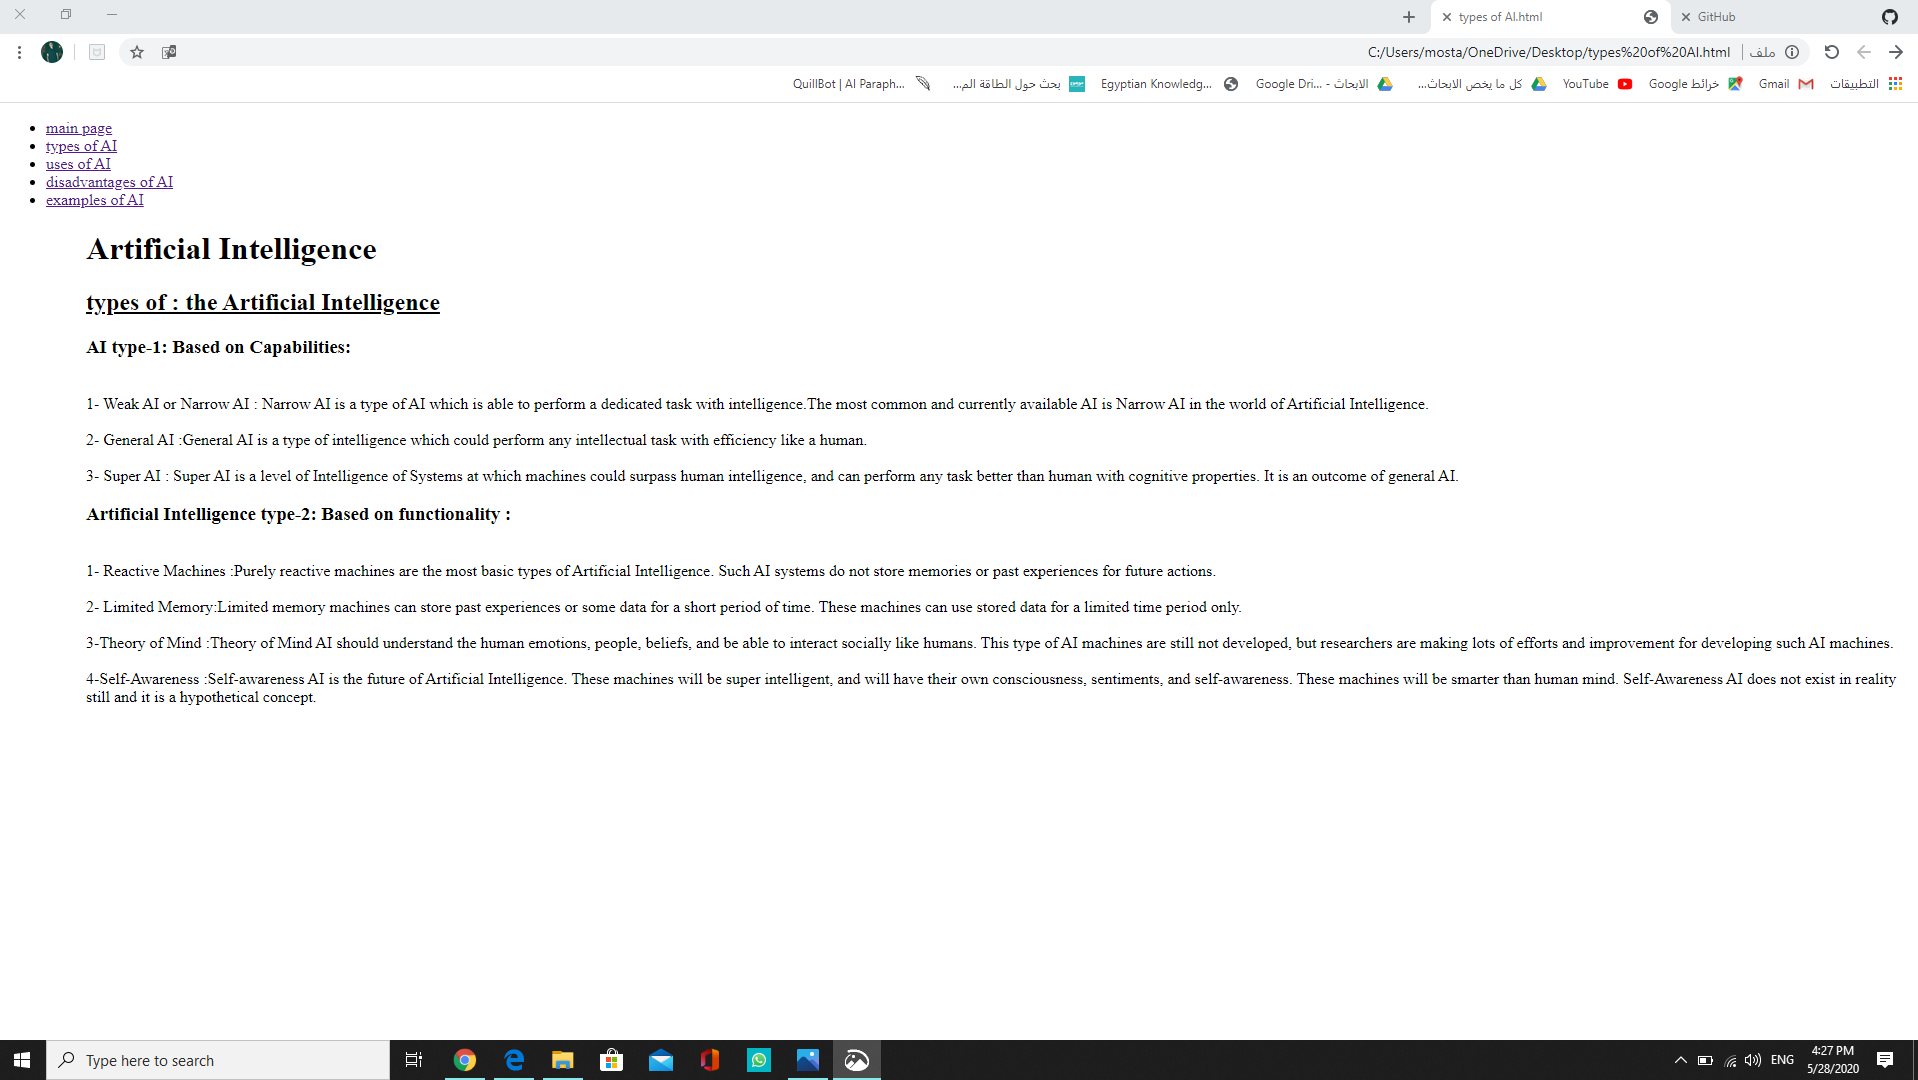 types of AI.html
GitHub
C:/Users/mosta/OneDrive/Desktop/types%20of%20AI.html
ملف
QuillBot | AI Paraph...
بحث حول الطاقة الم...
Egyptian Knowledg...
الابحاث - Google Dri...
كل ما يخص الابحاث...
YouTube
خرائط Google
Gmail
التطبيقات
main page
types of AI
uses of AI
disadvantages of AI
examples of AI
Artificial Intelligence
types of : the Artificial Intelligence
AI type-1: Based on Capabilities:
1- Weak AI or Narrow AI : Narrow AI is a type of AI which is able to perform a dedicated task with intelligence.The most common and currently available AI is Narrow AI in the world of Artificial Intelligence.
2- General AI :General AI is a type of intelligence which could perform any intellectual task with efficiency like a human.
3- Super AI : Super AI is a level of Intelligence of Systems at which machines could surpass human intelligence, and can perform any task better than human with cognitive properties. It is an outcome of general AI.
Artificial Intelligence type-2: Based on functionality :
1- Reactive Machines :Purely reactive machines are the most basic types of Artificial Intelligence. Such AI systems do not store memories or past experiences for future actions.
2- Limited Memory:Limited memory machines can store past experiences or some data for a short period of time. These machines can use stored data for a limited time period only.
3-Theory of Mind :Theory of Mind AI should understand the human emotions, people, beliefs, and be able to interact socially like humans. This type of AI machines are still not developed, but researchers are making lots of efforts and improvement for developing such AI machines.
4-Self-Awareness :Self-awareness AI is the future of Artificial Intelligence. These machines will be super intelligent, and will have their own consciousness, sentiments, and self-awareness. These machines will be smarter than human mind. Self-Awareness AI does not exist in reality
still and it is a hypothetical concept.
Type here to search
ENG
4:27 PM
5/28/2020